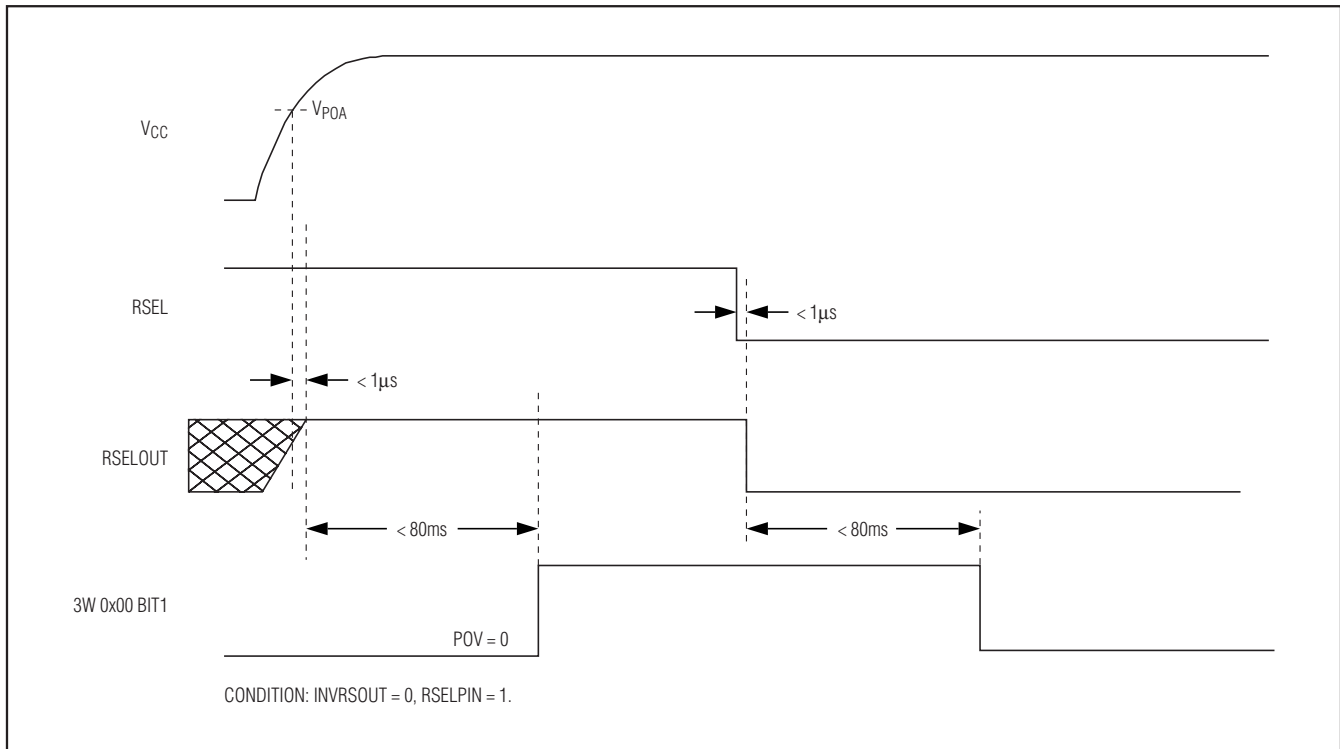 VPOA
VCC
RSEL
< 1μs
< 1μs
RSELOUT
< 80ms
< 80ms
3W 0x00 BIT1
POV = 0
CONDITION: INVRSOUT = 0, RSELPIN = 1.